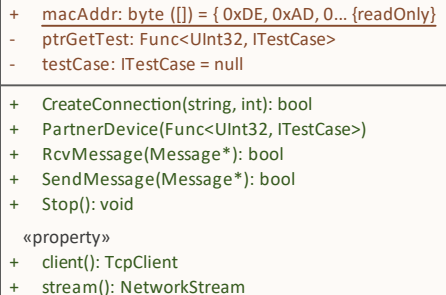 + macAddr: byte ([]) = { 0xDE, 0xAD, 0... {readOnly}
- ptrGetTest: Func<UInt32, ITestCase>
- testCase: ITestCase = null
+ CreateConnection(string, int): bool
+ PartnerDevice(Func<UInt32, ITestCase>)
+ RcvMessage(Message*): bool
+ SendMessage(Message*): bool
+ Stop(): void
«property»
+ client(): TcpClient
+ stream(): NetworkStream